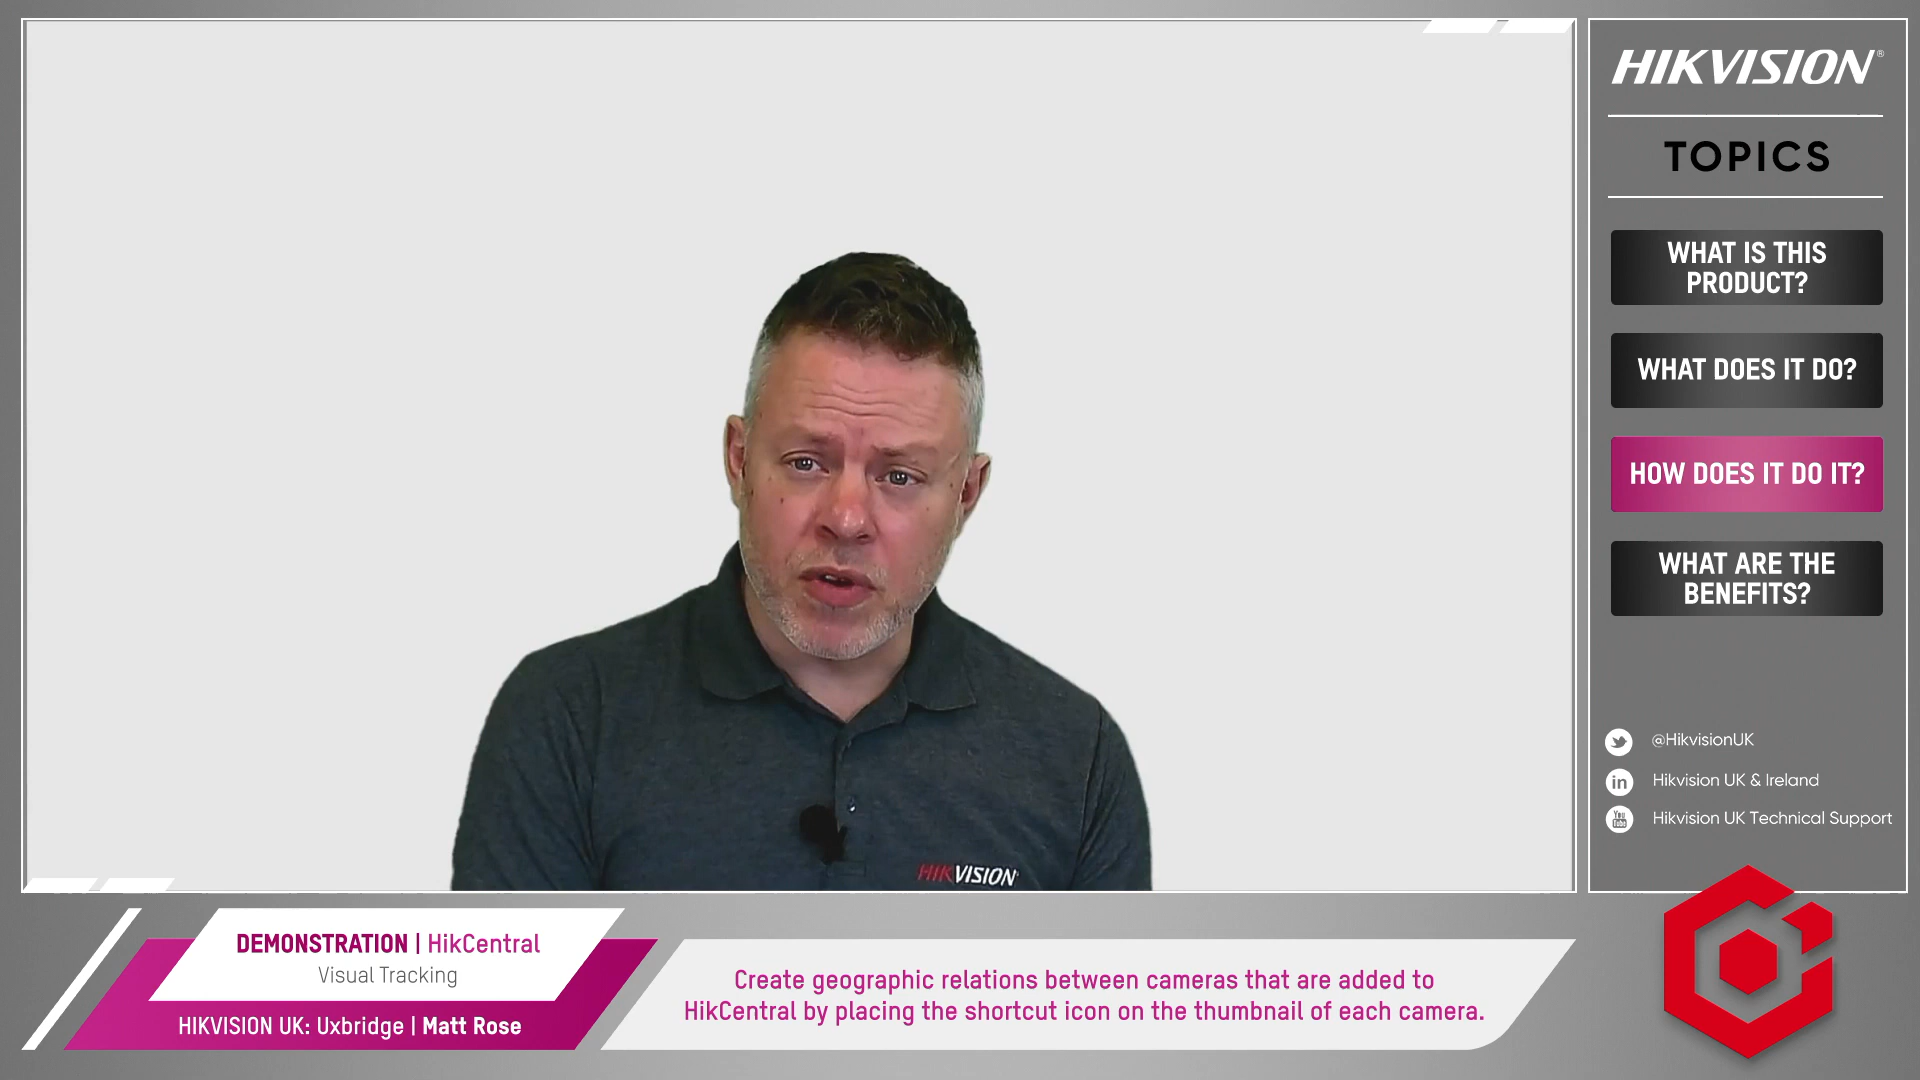 HIKVISION®
TOPICS
WHAT IS THIS
PRODUCT?
WHAT DOES IT DO?
HOW DOES IT DO IT?
WHAT ARE THE
BENEFITS?
@HikvisionUK
in
Hikvision UK & Ireland
You
Tube
Hikvision UK Technical Support
HIKVISION
DEMONSTRATION | HikCentral
Visual Tracking
HIKVISION UK: Uxbridge | Matt Rose
Create geographic relations between cameras that are added to
HikCentral by placing the shortcut icon on the thumbnail of each camera.